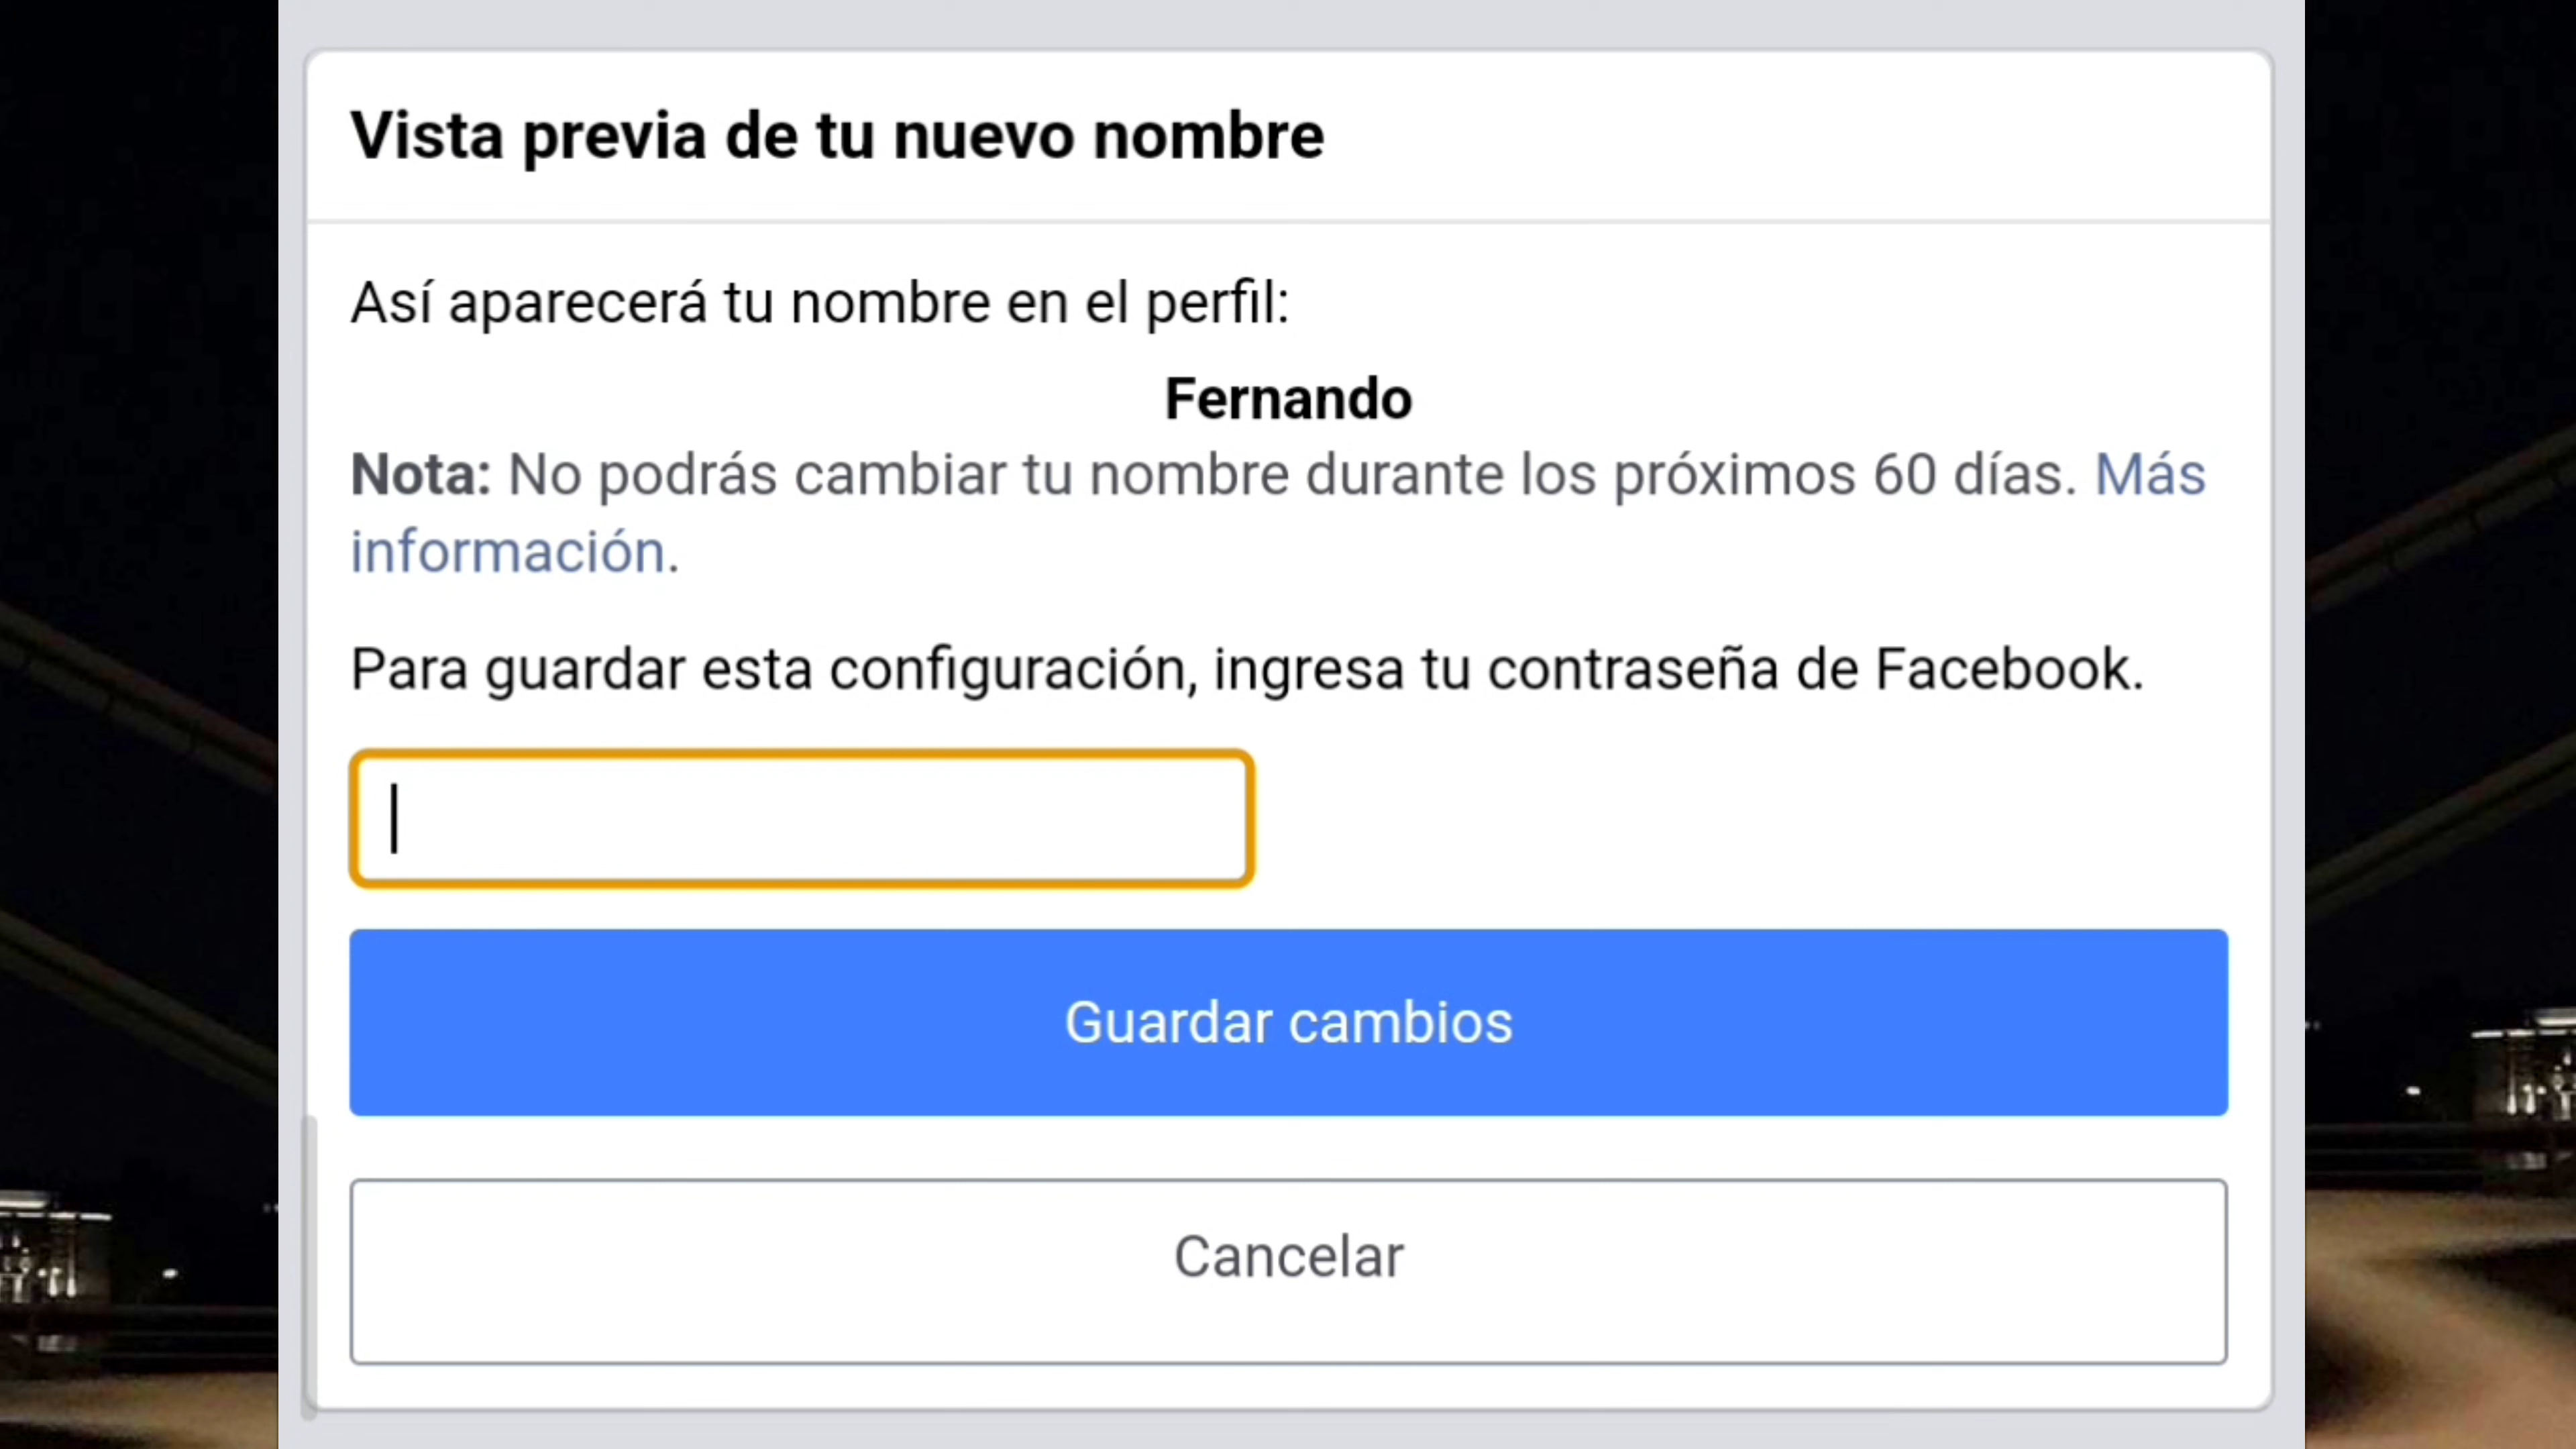 Vista previa de tu nuevo nombre
Así aparecerá tu nombre en el perfil:
Fernando
Nota: No podrás cambiar tu nombre durante los próximos 60 días. Más
información.
Para guardar esta configuración, ingresa tu contraseña de Facebook.
Guardar cambios
Cancelar